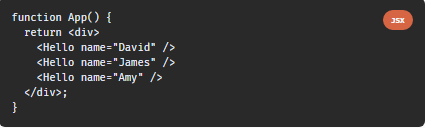 function App() {
JSX
  return <div>
    <Hello name="David" />
    <Hello name="James" />
    <Hello name="Amy" />
  </div>;
}